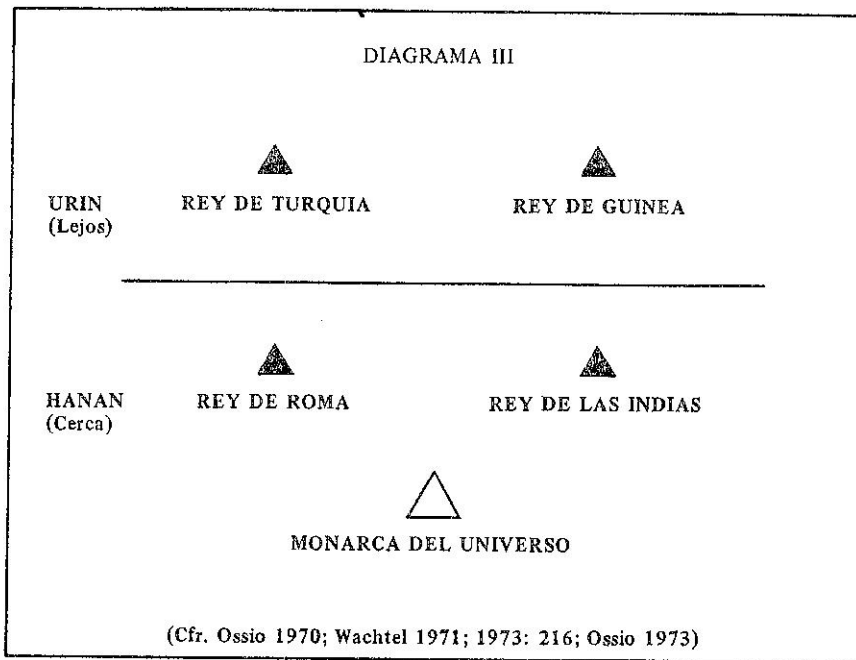 DIAGRAMA III
URIN
(Lejos)
REY DE TURQUIA
REY DE GUINEA
HANAN
(Cerca)
REY DE ROMA
REY DE LAS INDIAS
MONARCA DEL UNIVERSO
(Cfr. Ossio 1970; Wachtel 1971; 1973: 216; Ossio 1973)